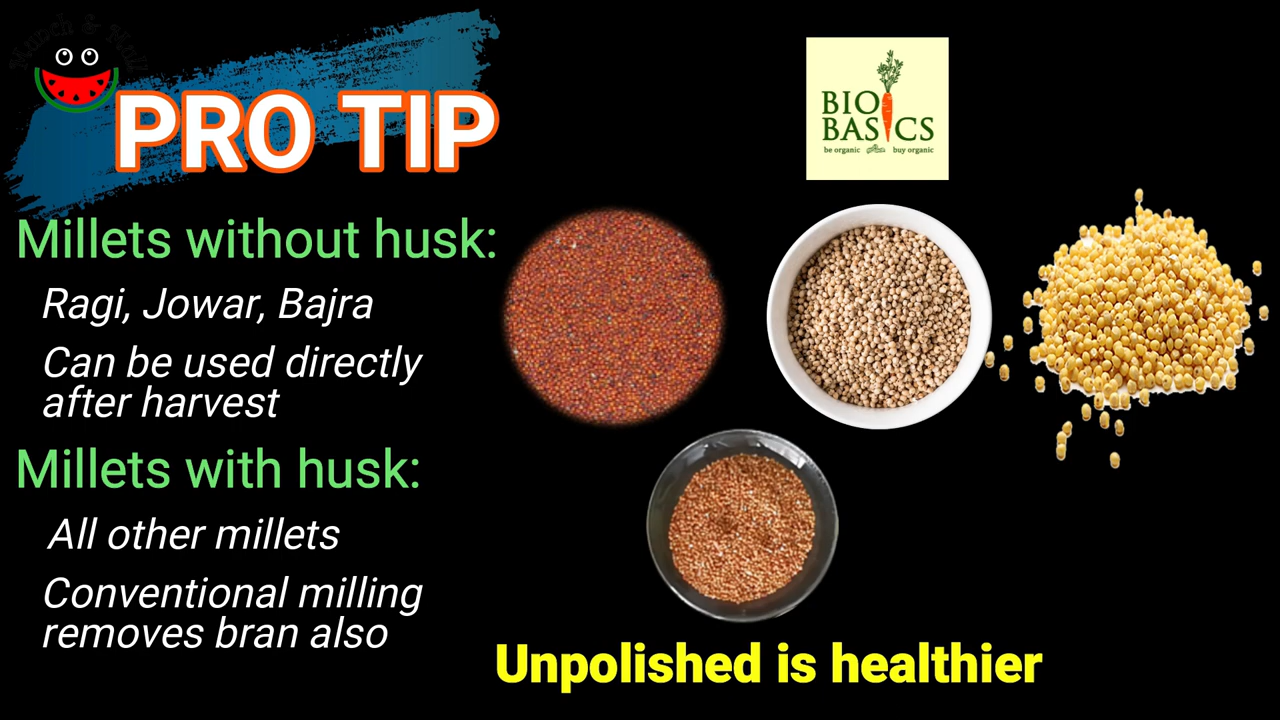 PRO TIP
BIO
BASICS
be organic buy organic
Millets without husk:
Ragi, Jowar, Bajra
Can be used directly
after harvest
Millets with husk:
All other millets
Conventional milling
removes bran also
Unpolished is healthier